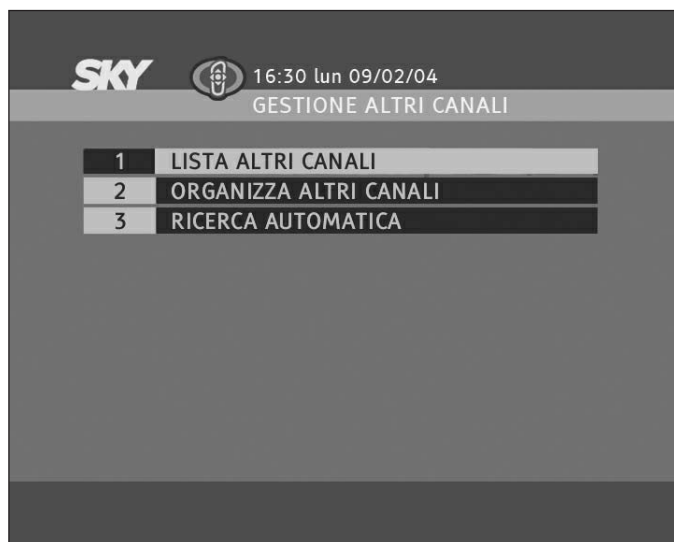 SKY 16:30 lun 09/02/04
GESTIONE ALTRI CANALI
1 LISTA ALTRI CANALI
2 ORGANIZZA ALTRI CANALI
3 RICERCA AUTOMATICA